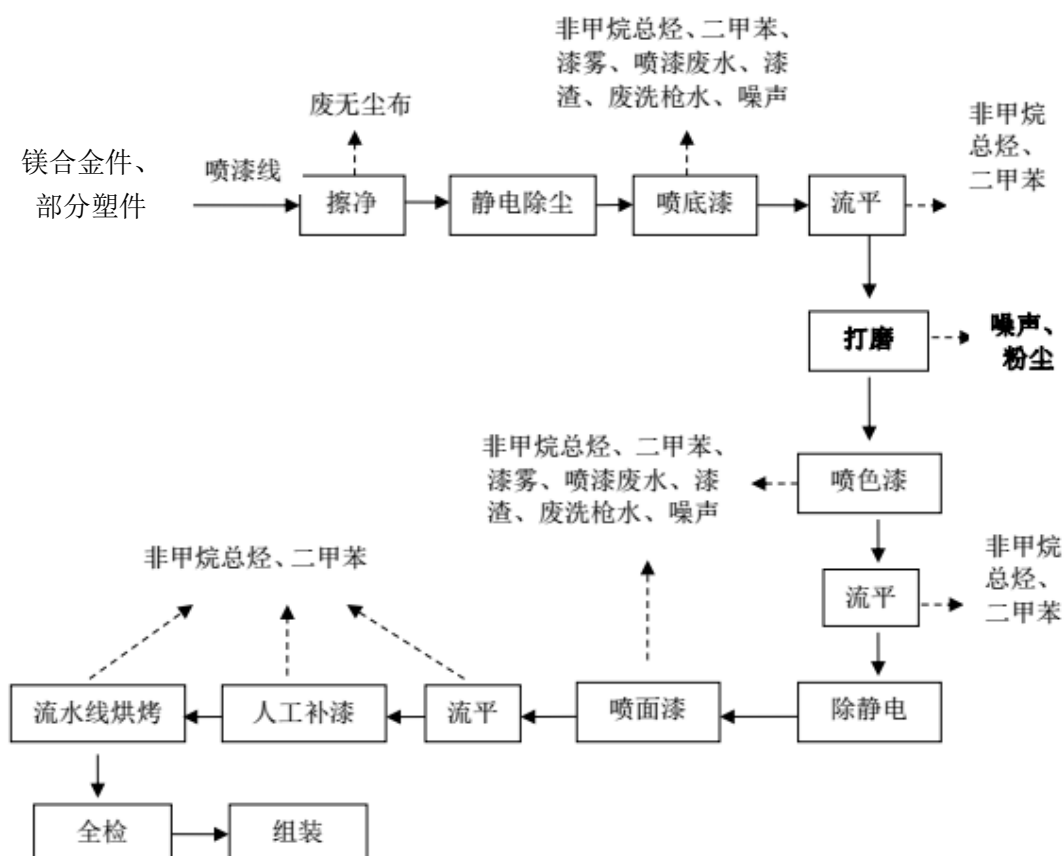 非甲烷总烃、二甲苯、
漆雾、喷漆废水、漆
渣、废洗枪水、噪声
废无尘布
非甲烷
总烃、
二甲苯
镁合金件、
部分塑件
喷漆线
擦净
静电除尘
喷底漆
流平
打磨
噪声、
粉尘
非甲烷总烃、二甲苯、
漆雾、喷漆废水、漆
渣、废洗枪水、噪声
喷色漆
非甲烷总烃、二甲苯
流平
非甲烷
总烃、
二甲苯
流水线烘烤
人工补漆
流平
喷面漆
除静电
全检
组装